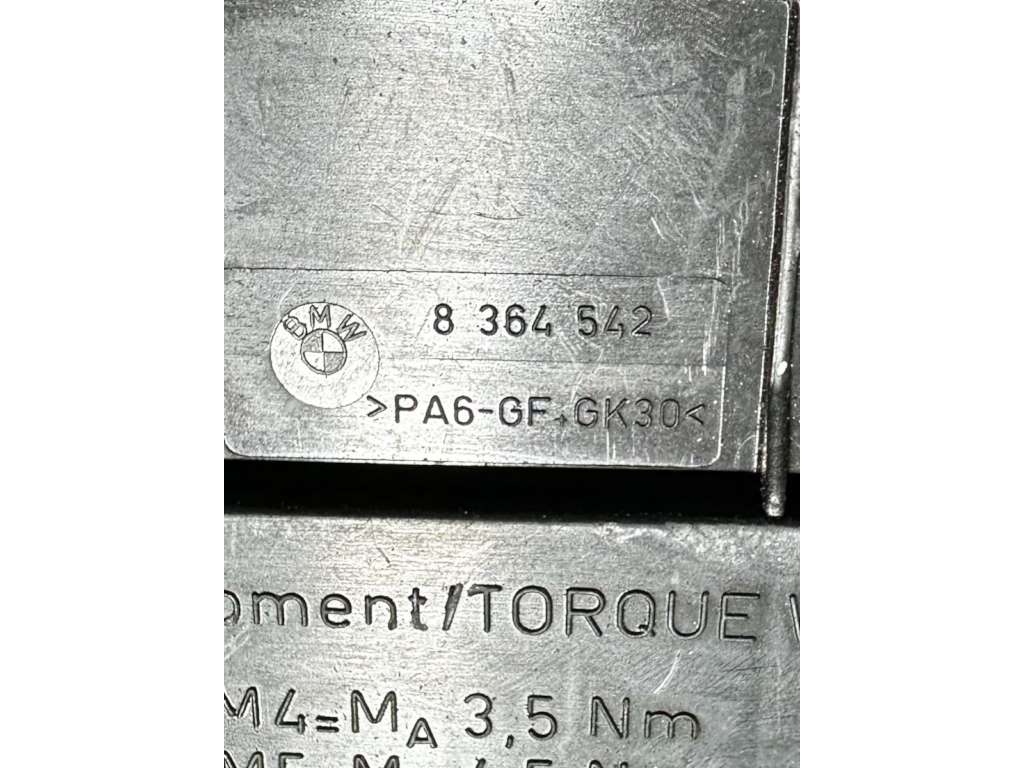 BMW
8 364 542
>PA6-GF+GK30<
oment/TORQUE
M4=MA 3,5 Nm